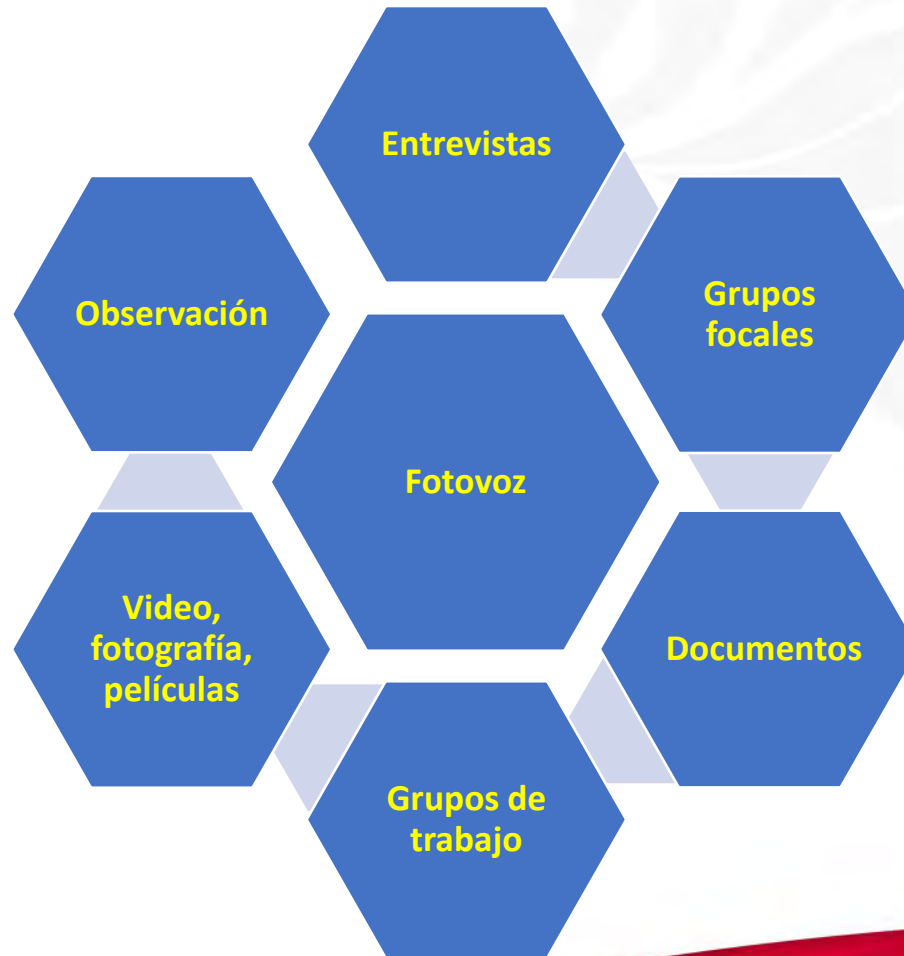 Entrevistas
Grupos
focales
Observación
Fotovoz
Video,
fotografía,
películas
Documentos
Grupos de
trabajo